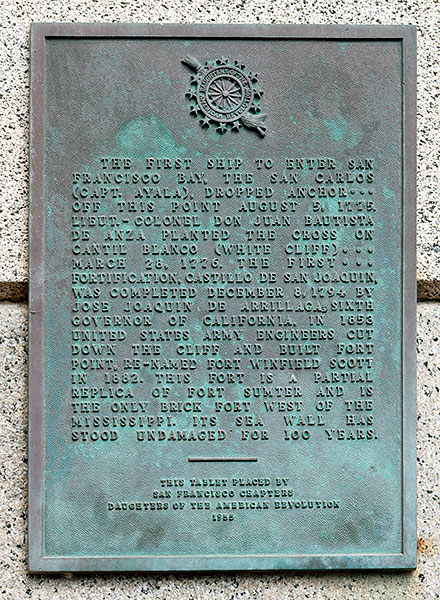 THE FIRST SHIP TO ENTER SAN
FRANCISCO BAY, THE SAN CARLOS
(CAPT. AYALA), DROPPED ANCHOR···
OFF THIS POINT AUGUST 5, 1775.
LIEUT.-COLONEL DON JUAN BAUTISTA
DE ANZA PLANTED THE CROSS ON
CANTIL BLANCO (WHITE CLIFF)...
MARCH 28, 1776. THE FIRST...
FORTIFICATION, CASTILLO DE SAN JOAQUIN,
WAS COMPLETED DECEMBER 8, 1794, BY
JOSE JOAQUIN DE ARRILLAGA, SIXTH
GOVERNOR OF CALIFORNIA. IN 1853
UNITED STATES ARMY ENGINEERS CUT
DOWN THE CLIFF AND BUILT FORT
POINT, RE-NAMED FORT WINFIELD SCOTT
IN 1882. THIS FORT IS A PARTIAL
REPLICA OF FORT SUMTER AND IS
THE ONLY BRICK FORT WEST OF THE
MISSISSIPPI. ITS SEA WALL HAS
STOOD UNDAMAGED FOR 100 YEARS.
THIS TABLET PLACED BY
SAN FRANCISCO CHAPTERS
DAUGHTERS OF THE AMERICAN REVOLUTION
1955